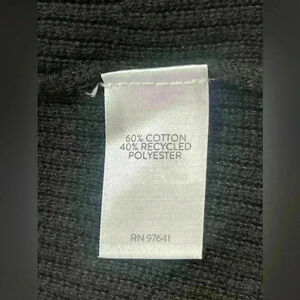 60% COTTON
40% RECYCLED
POLYESTER
RN 97641